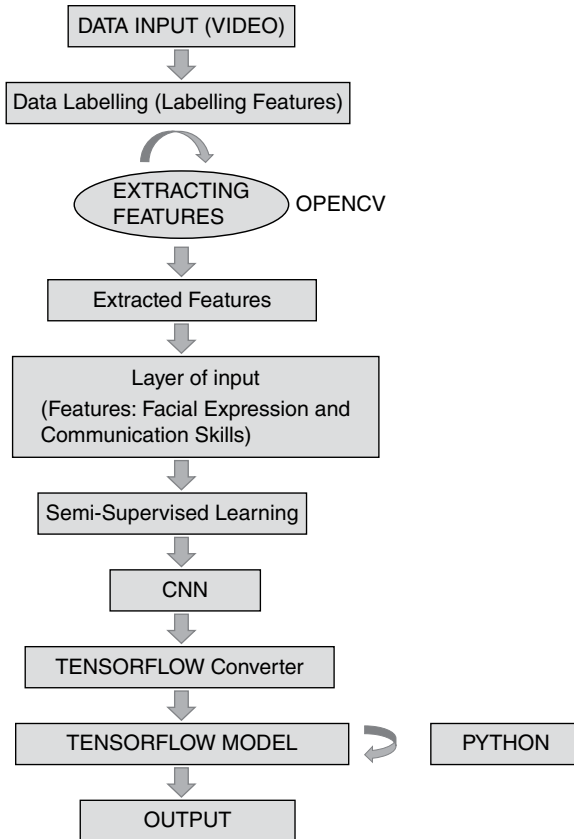 DATA INPUT (VIDEO)
Data Labelling (Labelling Features)
EXTRACTING
FEATURES
OPENCV
Extracted Features
Layer of input
(Features: Facial Expression and
Communication Skills)
Semi-Supervised Learning
CNN
TENSORFLOW Converter
TENSORFLOW MODEL
PYTHON
OUTPUT